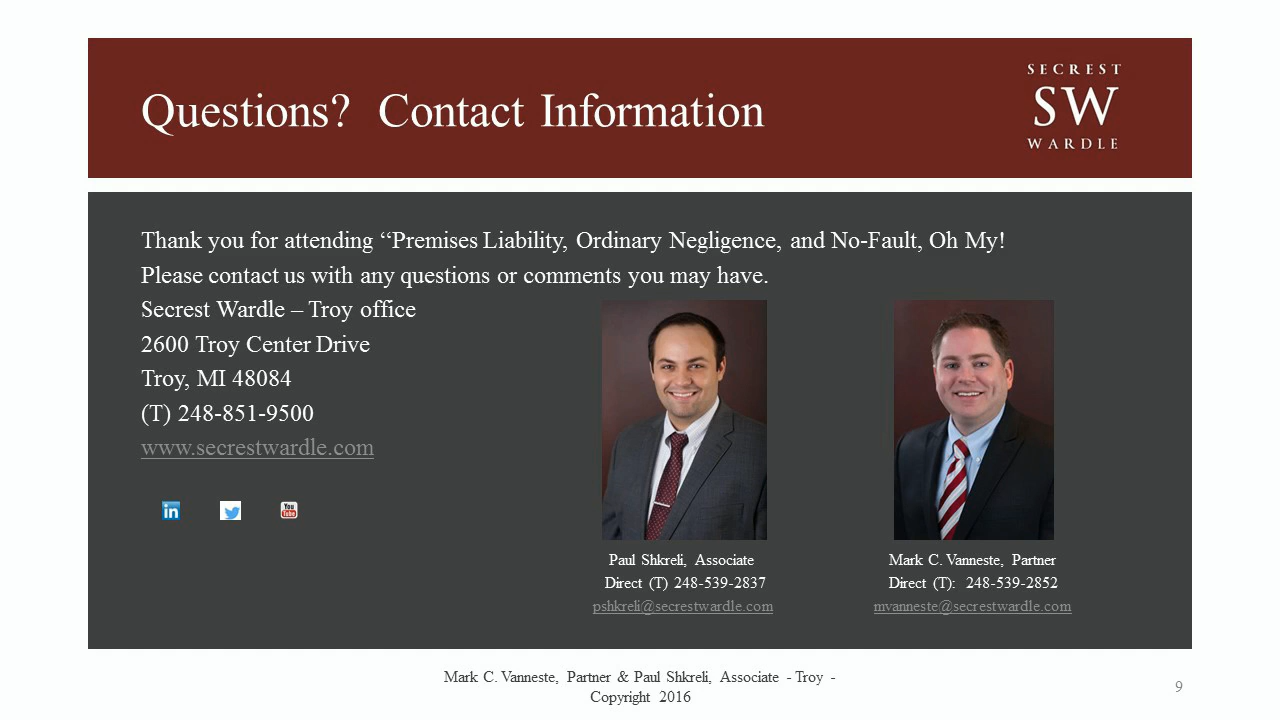 Questions? Contact Information
SECREST
SW
WARDLE
Thank you for attending “Premises Liability, Ordinary Negligence, and No-Fault, Oh My!
Please contact us with any questions or comments you may have.
Secrest Wardle – Troy office
2600 Troy Center Drive
Troy, MI 48084
(T) 248-851-9500
www.secrestwardle.com
in
You
Tube
Paul Shkreli, Associate
Direct (T) 248-539-2837
pshkreli@secrestwardle.com
Mark C. Vanneste, Partner
Direct (T): 248-539-2852
mvanneste@secrestwardle.com
Mark C. Vanneste, Partner & Paul Shkreli, Associate - Troy -
Copyright 2016
9